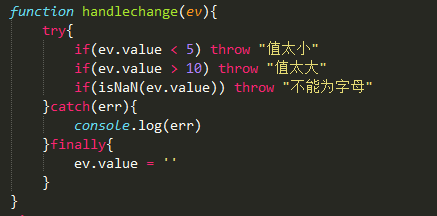 function handlechange(ev){
    try{
        if(ev.value < 5) throw "值太小"
        if(ev.value > 10) throw "值太大"
        if(isNaN(ev.value)) throw "不能为字母"
    }catch(err){
        console.log(err)
    }finally{
        ev.value = ''
    }
}